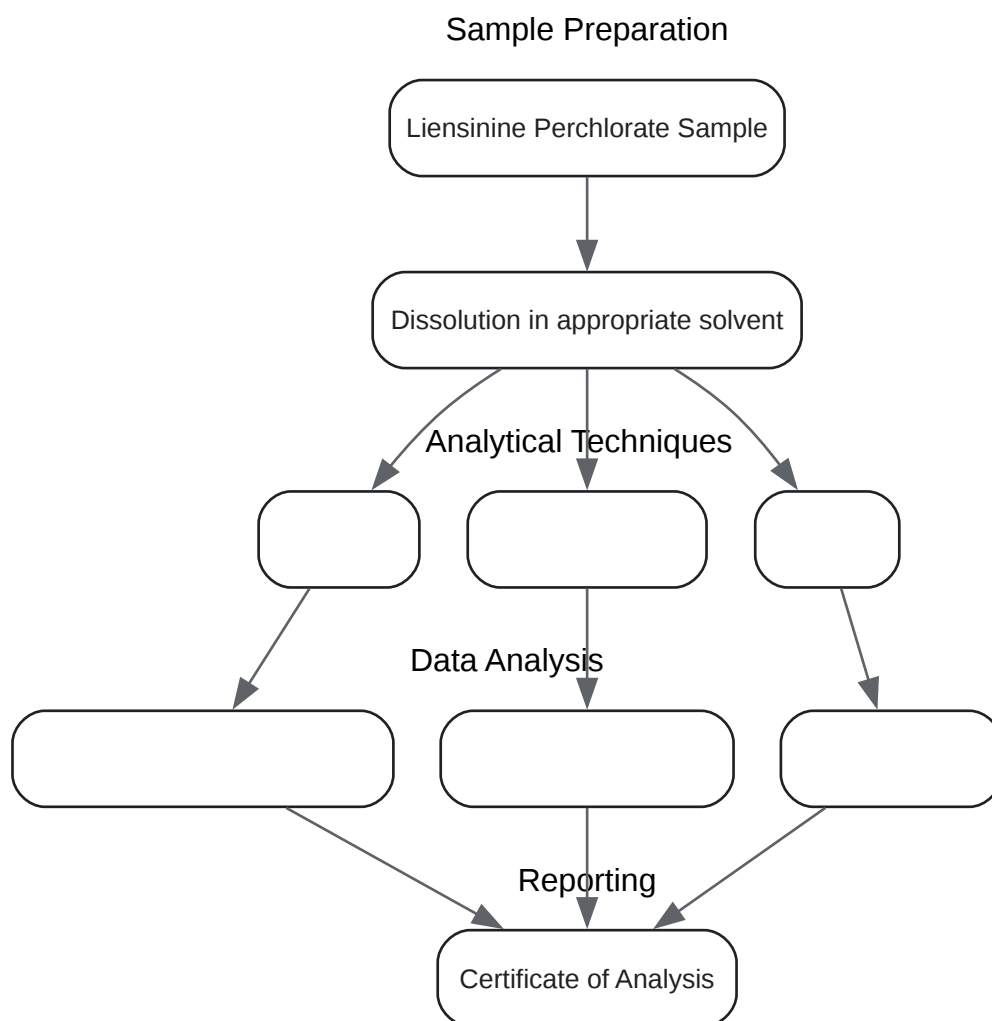 Sample Preparation
Liensinine Perchlorate Sample
Dissolution in appropriate solvent
Analytical Techniques
Data Analysis
Reporting
Certificate of Analysis